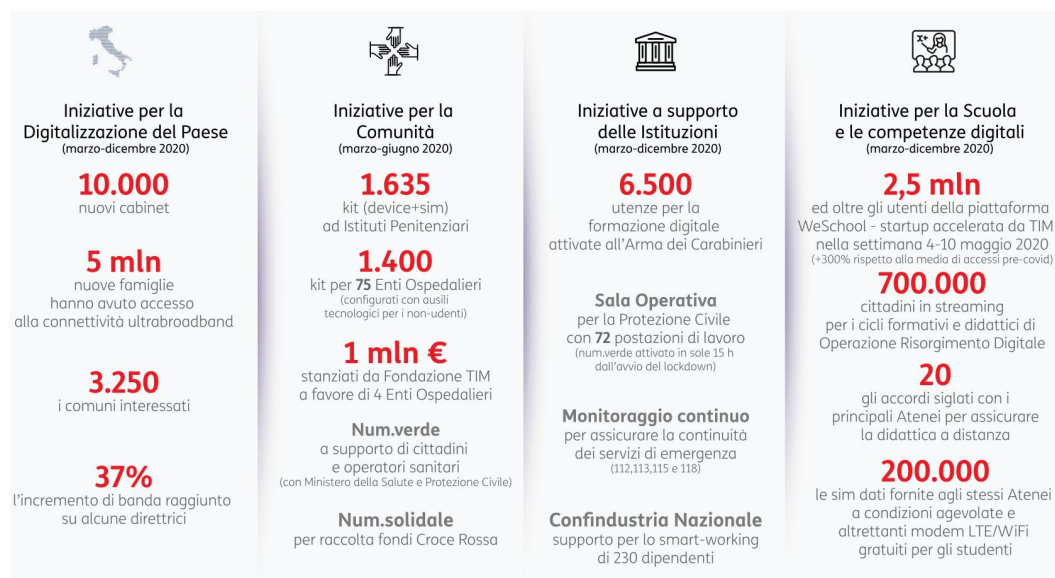 Iniziative per la
Digitalizzazione del Paese
(marzo-dicembre 2020)
10.000
nuovi cabinet
5 mln
nuove famiglie
hanno avuto accesso
alla connettività ultrabroadband
3.250
i comuni interessati
37%
l'incremento di banda raggiunto
su alcune direttrici
Iniziative per la
Comunità
(marzo-giugno 2020)
1.635
kit (device+sim)
ad Istituti Penitenziari
1.400
kit per 75 Enti Ospedalieri
(configurati con ausili
tecnologici per i non-udenti)
1 mln €
stanziati da Fondazione TIM
a favore di 4 Enti Ospedalieri
Num.verde
a supporto di cittadini
e operatori sanitari
(con Ministero della Salute e Protezione Civile)
Num.solidale
per raccolta fondi Croce Rossa
Iniziative a supporto
delle Istituzioni
(marzo-dicembre 2020)
6.500
utenze per la
formazione digitale
attivate all'Arma dei Carabinieri
Sala Operativa
per la Protezione Civile
con 72 postazioni di lavoro
(num.verde attivato in sole 15 h
dall'avvio del lockdown)
Monitoraggio continuo
per assicurare la continuità
dei servizi di emergenza
(112,113,115 e 118)
Confindustria Nazionale
supporto per lo smart-working
di 230 dipendenti
Iniziative per la Scuola
e le competenze digitali
(marzo-dicembre 2020)
2,5 mln
ed oltre gli utenti della piattaforma
WeSchool - startup accelerata da TIM
nella settimana 4-10 maggio 2020
(+300% rispetto alla media di accessi pre-covid)
700.000
cittadini in streaming
per i cicli formativi e didattici di
Operazione Risorgimento Digitale
20
gli accordi siglati con i
principali Atenei per assicurare
la didattica a distanza
200.000
le sim dati fornite agli stessi Atenei
a condizioni agevolate e
altrettanti modem LTE/WiFi
gratuiti per gli studenti